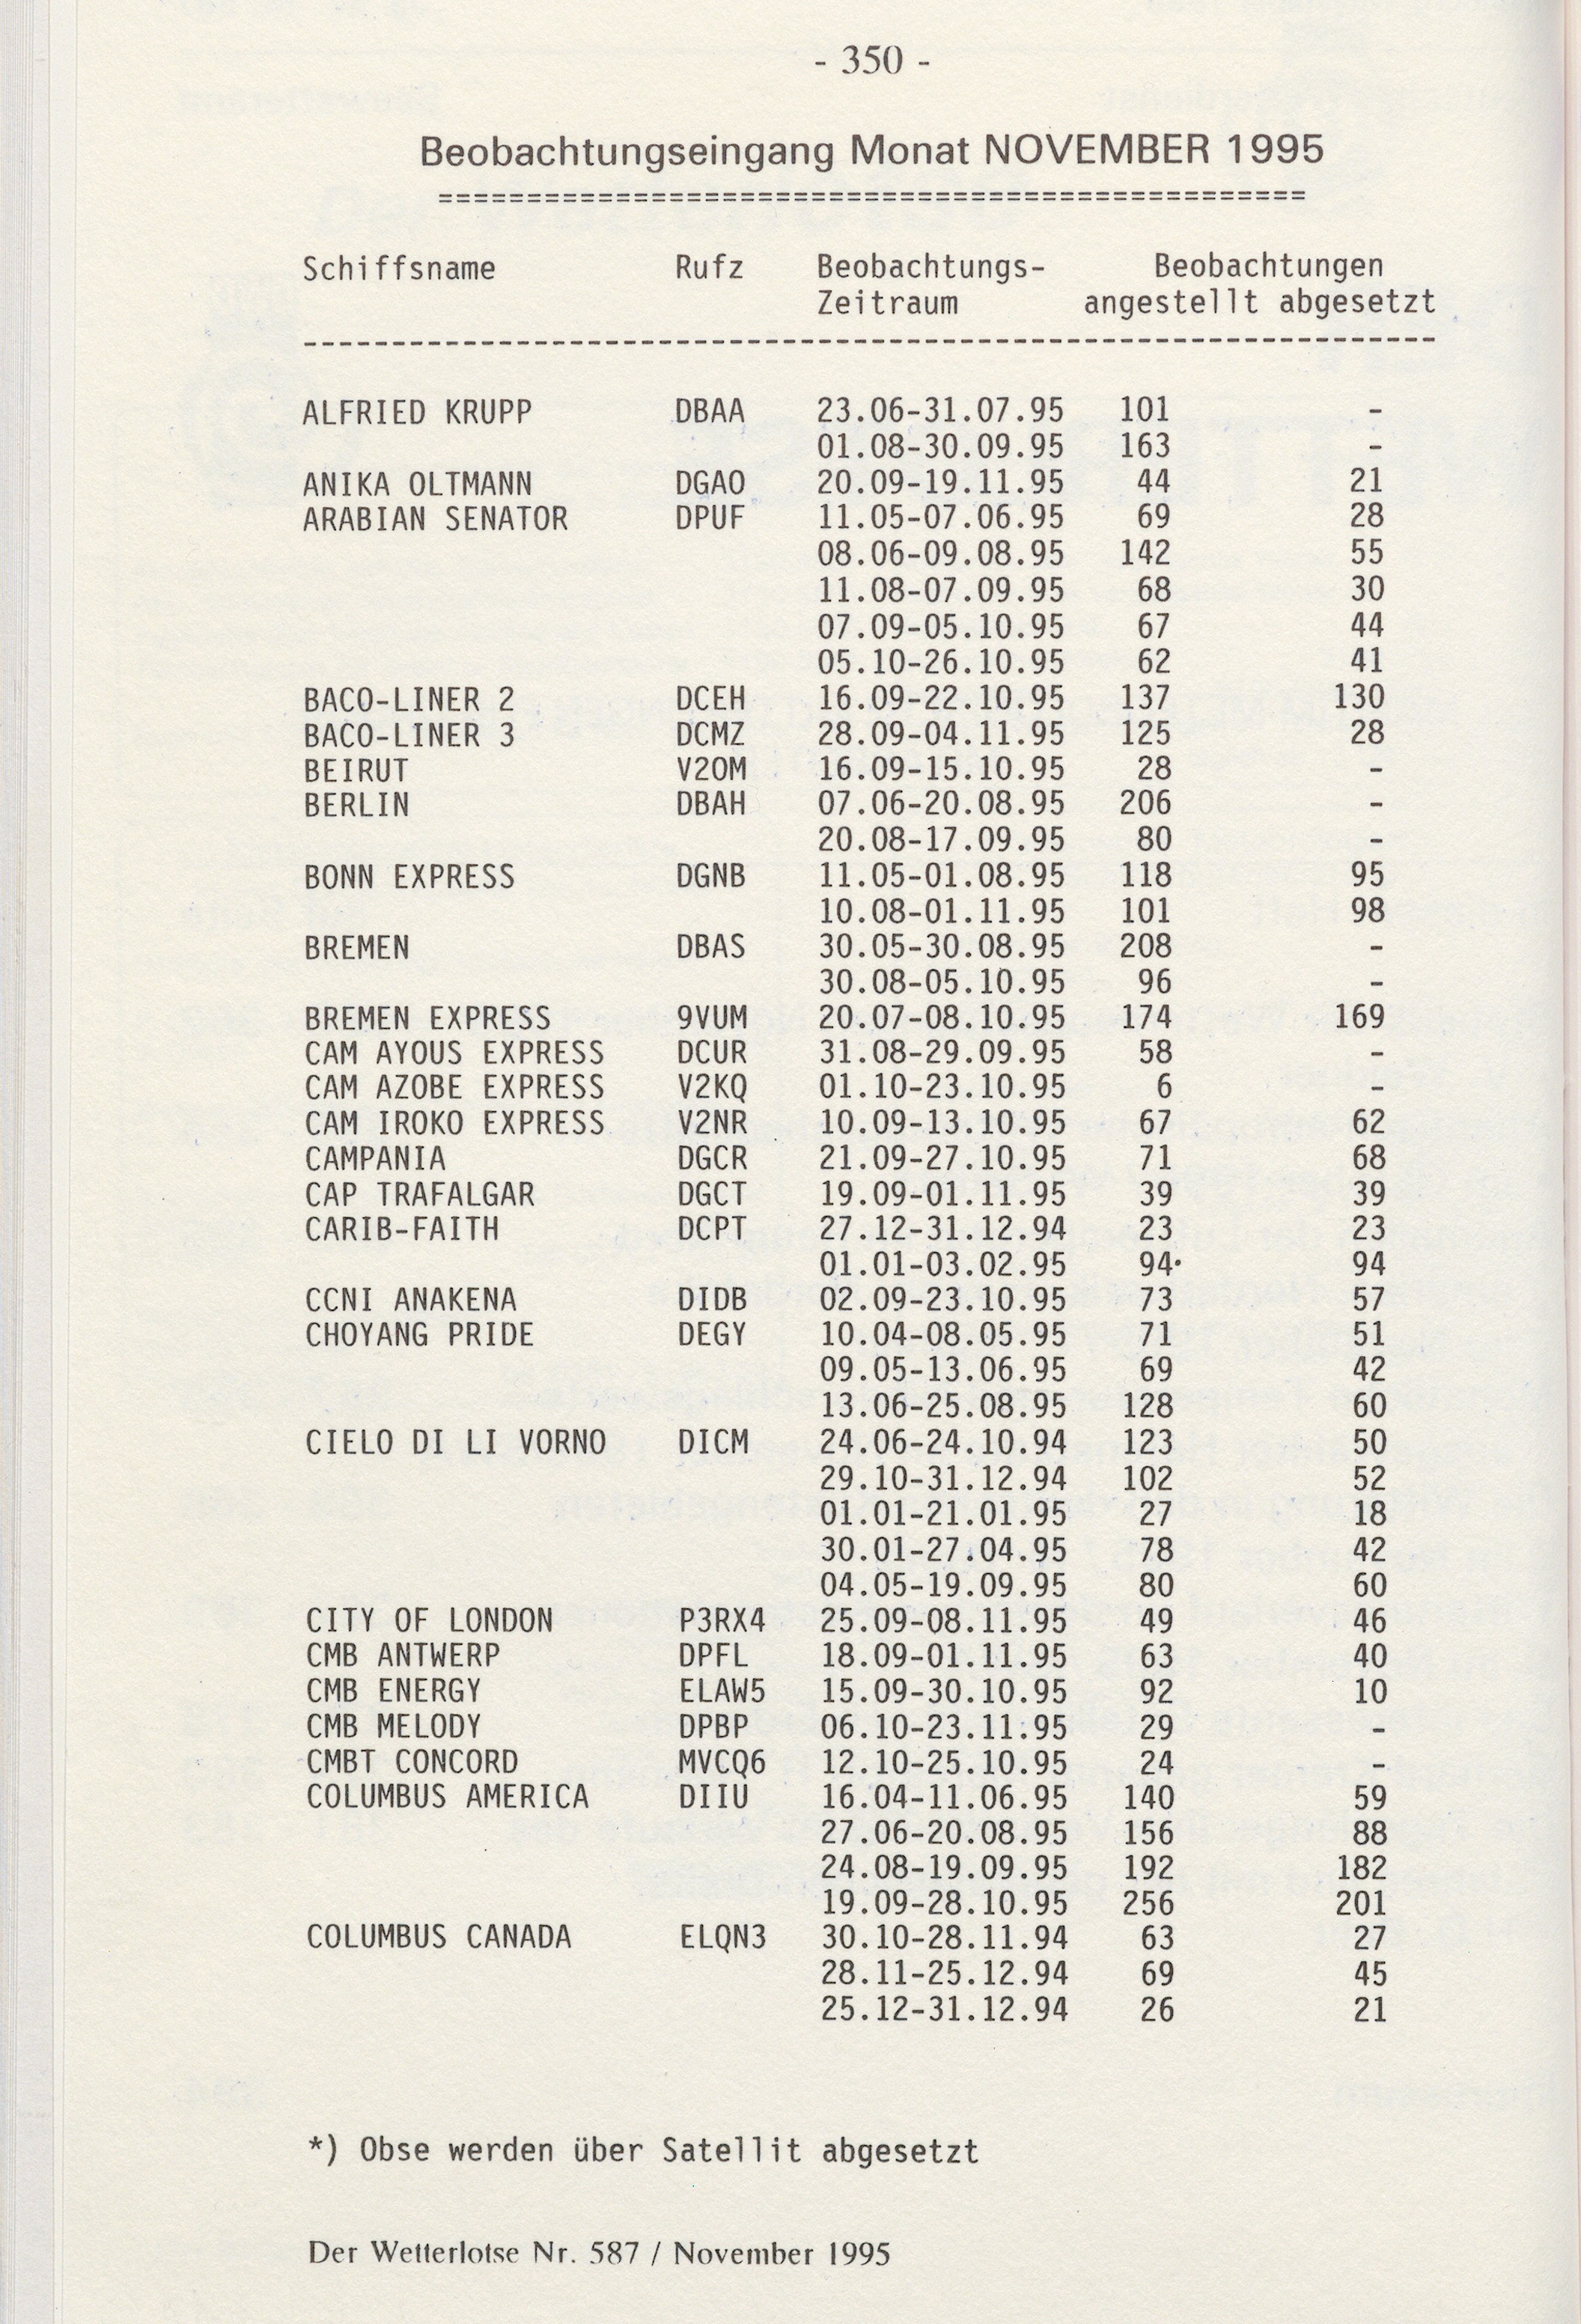 - 350 -
Beobachtungseingang Monat NOVEMBER 1995
=================================================
Schiffsname Rufz Beobachtungs- Beobachtungen
Zeitraum angestellt abgesetzt
----------------------------------------------------------------
ALFRIED KRUPP DBAA 23.06-31.07.95 101 -
01.08-30.09.95 163 -
ANIKA OLTMANN DGAO 20.09-19.11.95 44 21
ARABIAN SENATOR DPUF 11.05-07.06.95 69 28
08.06-09.08.95 142 55
11.08-07.09.95 68 30
07.09-05.10.95 67 44
05.10-26.10.95 62 41
BACO-LINER 2 DCEH 16.09-22.10.95 137 130
BACO-LINER 3 DCMZ 28.09-04.11.95 125 28
BEIRUT V2OM 16.09-15.10.95 28 -
BERLIN DBAH 07.06-20.08.95 206 -
20.08-17.09.95 80 -
BONN EXPRESS DGNB 11.05-01.08.95 118 95
10.08-01.11.95 101 98
BREMEN DBAS 30.05-30.08.95 208 -
30.08-05.10.95 96 -
BREMEN EXPRESS 9VUM 20.07-08.10.95 174 169
CAM AYOUS EXPRESS DCUR 31.08-29.09.95 58 -
CAM AZOBE EXPRESS V2KQ 01.10-23.10.95 6 -
CAM IROKO EXPRESS V2NR 10.09-13.10.95 67 62
CAMPANIA DGCR 21.09-27.10.95 71 68
CAP TRAFALGAR DGCT 19.09-01.11.95 39 39
CARIB-FAITH DCPT 27.12-31.12.94 23 23
01.01-03.02.95 94 94
CCNI ANAKENA DIDB 02.09-23.10.95 73 57
CHOYANG PRIDE DEGY 10.04-08.05.95 71 51
09.05-13.06.95 69 42
13.06-25.08.95 128 60
CIELO DI LI VORNO DICM 24.06-24.10.94 123 50
29.10-31.12.94 102 52
01.01-21.01.95 27 18
30.01-27.04.95 78 42
04.05-19.09.95 80 60
CITY OF LONDON P3RX4 25.09-08.11.95 49 46
CMB ANTWERP DPFL 18.09-01.11.95 63 40
CMB ENERGY ELAW5 15.09-30.10.95 92 10
CMB MELODY DPBP 06.10-23.11.95 29 -
CMBT CONCORD MVCQ6 12.10-25.10.95 24 -
COLUMBUS AMERICA DIIU 16.04-11.06.95 140 59
27.06-20.08.95 156 88
24.08-19.09.95 192 182
19.09-28.10.95 256 201
COLUMBUS CANADA ELQN3 30.10-28.11.94 63 27
28.11-25.12.94 69 45
25.12-31.12.94 26 21
*) Obse werden über Satellit abgesetzt
Der Wetterlotse Nr. 587 / November 1995